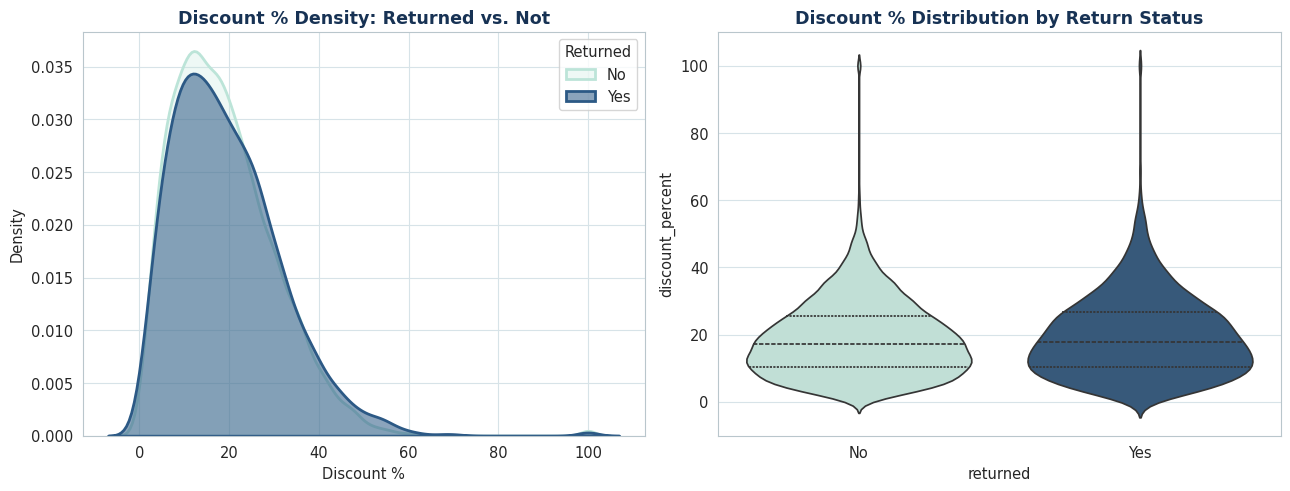 Discount % Density: Returned vs. Not
Returned
No
Yes
Density
0.035
0.030
0.025
0.020
0.015
0.010
0.005
0.000
0
20
40
60
80
100
Discount %
Discount % Distribution by Return Status
discount_percent
100
80
60
40
20
0
No
Yes
returned